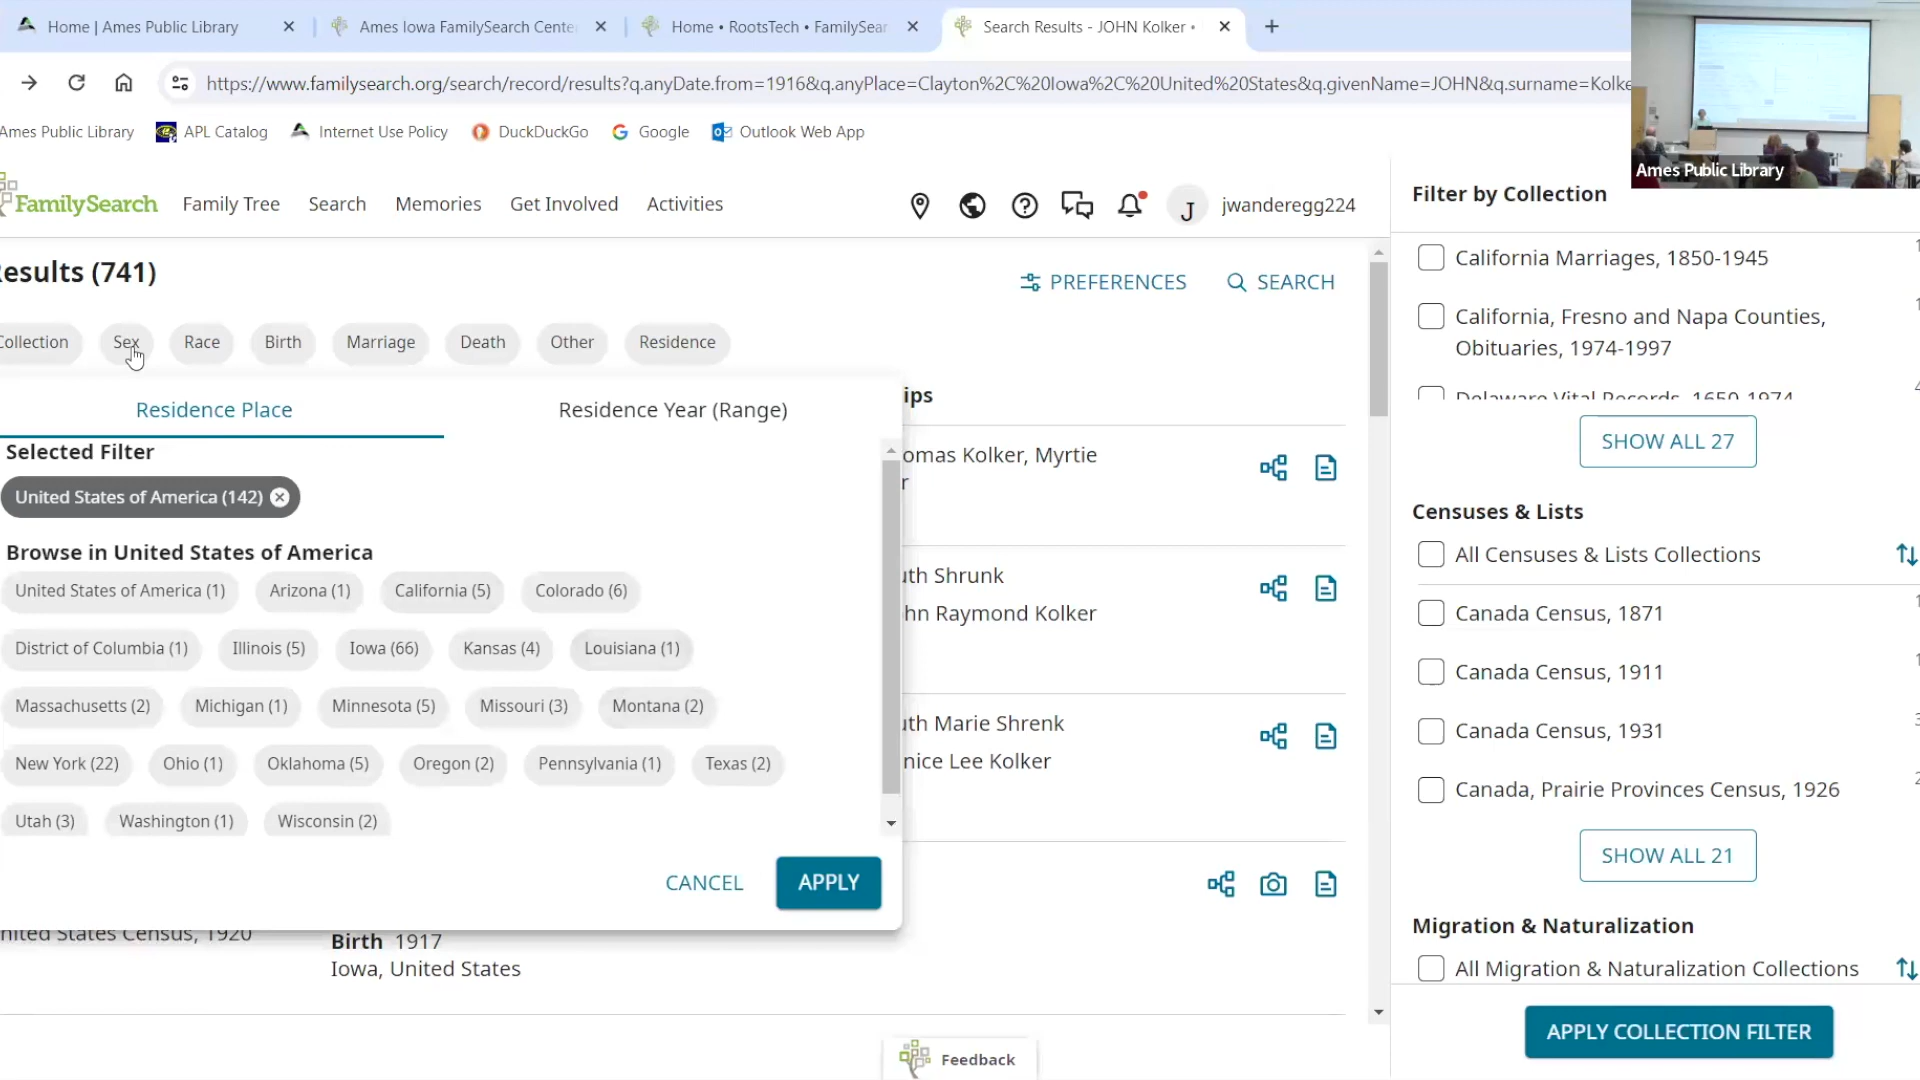 Home | Ames Public Library
Ames Iowa FamilySearch Cente
Home • RootsTech • FamilySear
Search Results - JOHN Kolker •
https://www.familysearch.org/search/record/results?q.anyDate.from=1916&q.anyPlace=Clayton%2C%20Iowa%2C%20United%20States&q.givenName=JOHN&q.surname=Kolke
Ames Public Library
APL Catalog
Internet Use Policy
DuckDuckGo
Google
Outlook Web App
Ames Public Library
FamilySearch
Family Tree
Search
Memories
Get Involved
Activities
J
jwanderegg224
esults (741)
PREFERENCES
SEARCH
Collection
Sex
Race
Birth
Marriage
Death
Other
Residence
Residence Place
Residence Year (Range)
Selected Filter
United States of America (142)
Browse in United States of America
United States of America (1)
Arizona (1)
California (5)
Colorado (6)
District of Columbia (1)
Illinois (5)
Iowa (66)
Kansas (4)
Louisiana (1)
Massachusetts (2)
Michigan (1)
Minnesota (5)
Missouri (3)
Montana (2)
New York (22)
Ohio (1)
Oklahoma (5)
Oregon (2)
Pennsylvania (1)
Texas (2)
Utah (3)
Washington (1)
Wisconsin (2)
CANCEL
APPLY
ips
omas Kolker, Myrtie
r
uth Shrunk
hn Raymond Kolker
uth Marie Shrenk
nice Lee Kolker
nited States Census, 1920
Birth 1917
Iowa, United States
Feedback
Filter by Collection
California Marriages, 1850-1945
California, Fresno and Napa Counties,
Obituaries, 1974-1997
Delaware Vital Records, 1650-1974
SHOW ALL 27
Censuses & Lists
All Censuses & Lists Collections
Canada Census, 1871
Canada Census, 1911
Canada Census, 1931
Canada, Prairie Provinces Census, 1926
SHOW ALL 21
Migration & Naturalization
All Migration & Naturalization Collections
APPLY COLLECTION FILTER